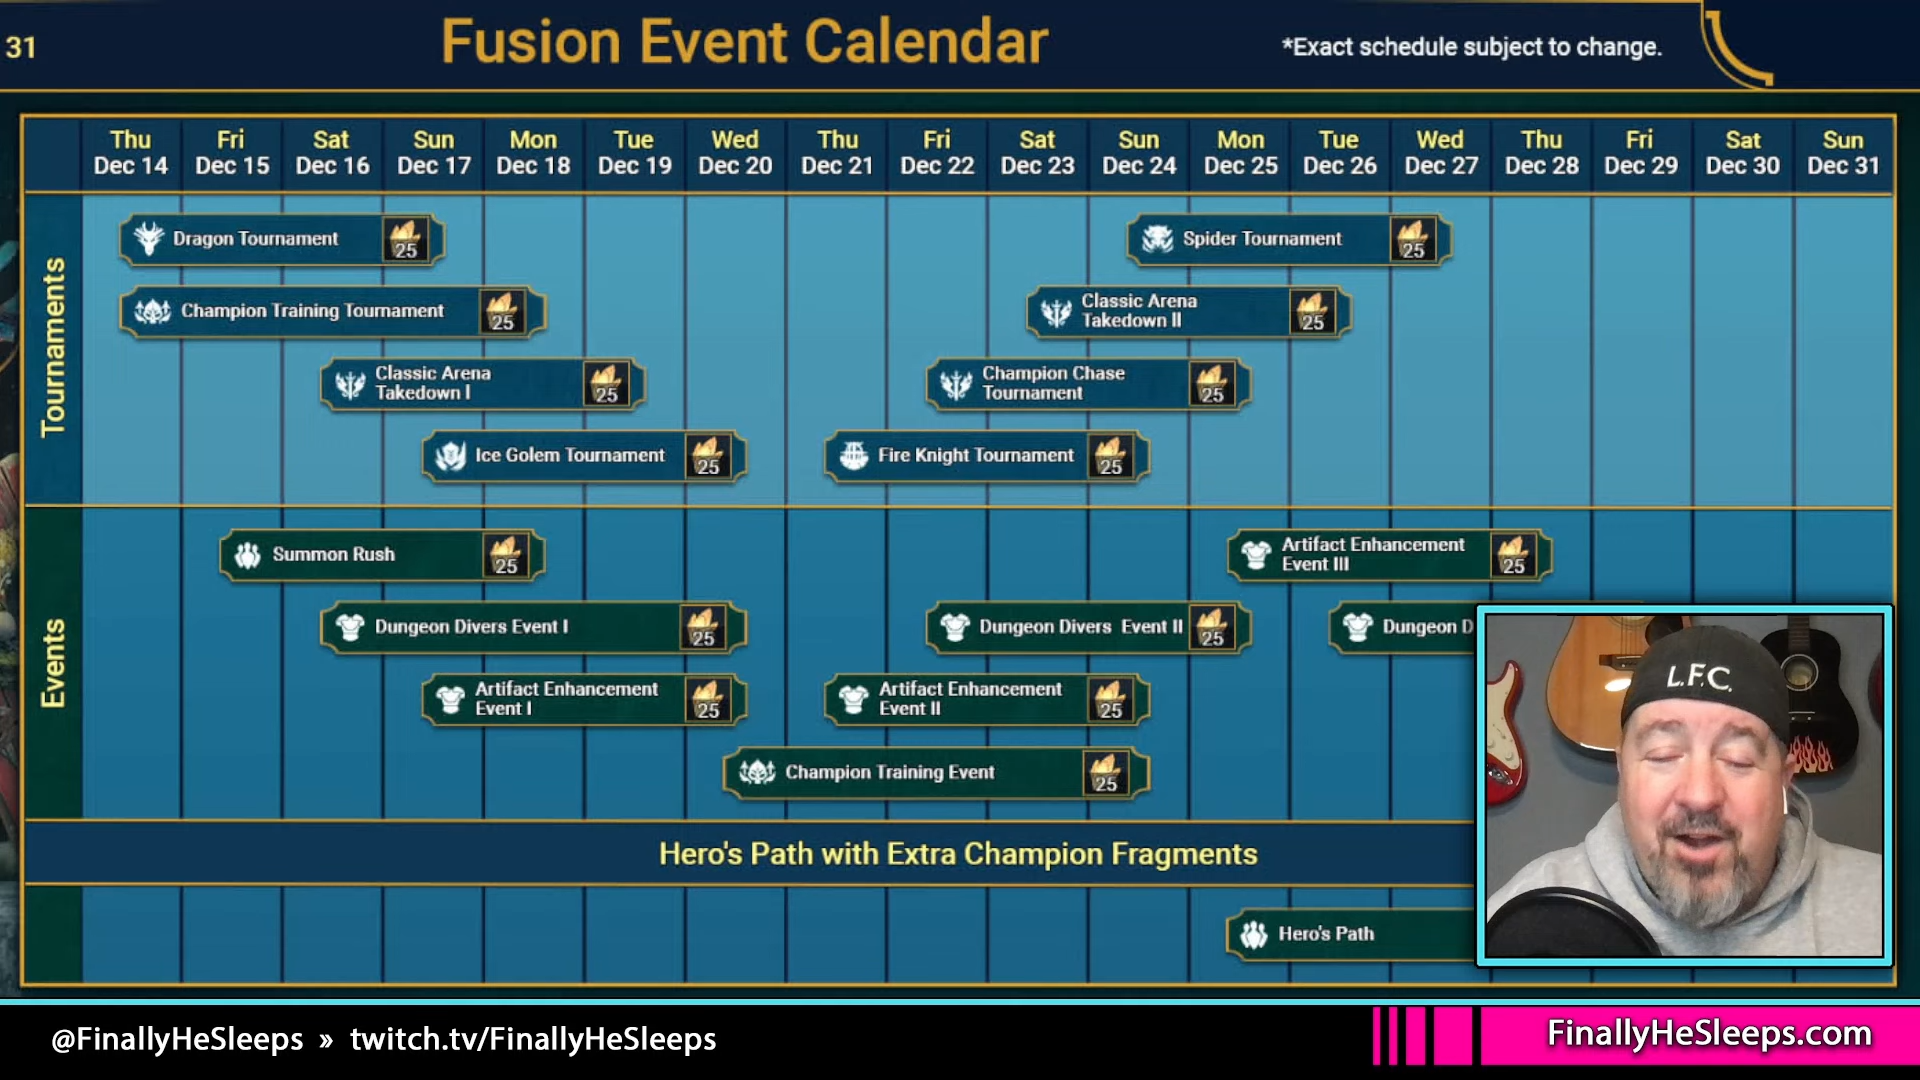 31
Fusion Event Calendar
*Exact schedule subject to change.
Thu Dec 14
Fri Dec 15
Sat Dec 16
Sun Dec 17
Mon Dec 18
Tue Dec 19
Wed Dec 20
Thu Dec 21
Fri Dec 22
Sat Dec 23
Sun Dec 24
Mon Dec 25
Tue Dec 26
Wed Dec 27
Thu Dec 28
Fri Dec 29
Sat Dec 30
Sun Dec 31
Tournaments
Dragon Tournament 25
Spider Tournament 25
Champion Training Tournament 25
Classic Arena
Takedown II 25
Classic Arena
Takedown I 25
Champion Chase
Tournament 25
Ice Golem Tournament 25
Fire Knight Tournament 25
Events
Summon Rush 25
Artifact Enhancement
Event III 25
Dungeon Divers Event I 25
Dungeon Divers Event II 25
Dungeon D
Artifact Enhancement
Event I 25
Artifact Enhancement
Event II 25
Champion Training Event 25
Hero's Path with Extra Champion Fragments
Hero's Path
L.F.C.
@FinallyHeSleeps » twitch.tv/FinallyHeSleeps
FinallyHeSleeps.com